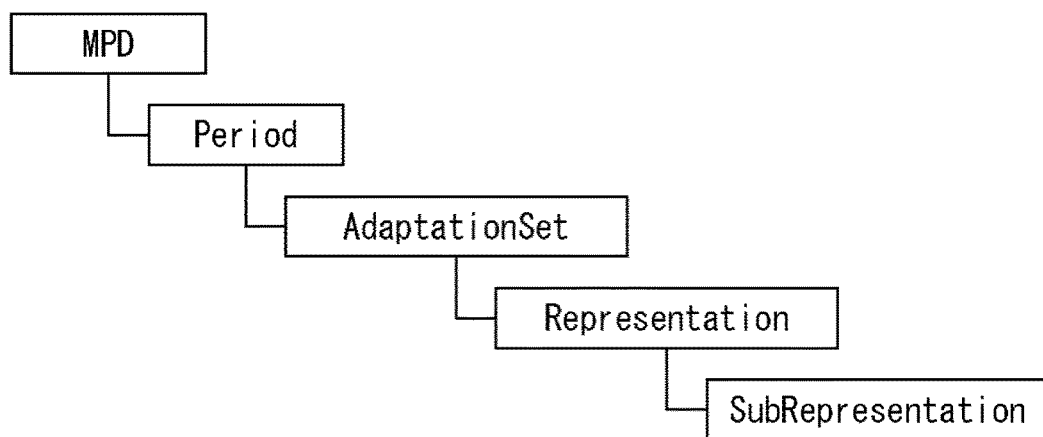 MPD
Period
AdaptationSet
Representation
SubRepresentation